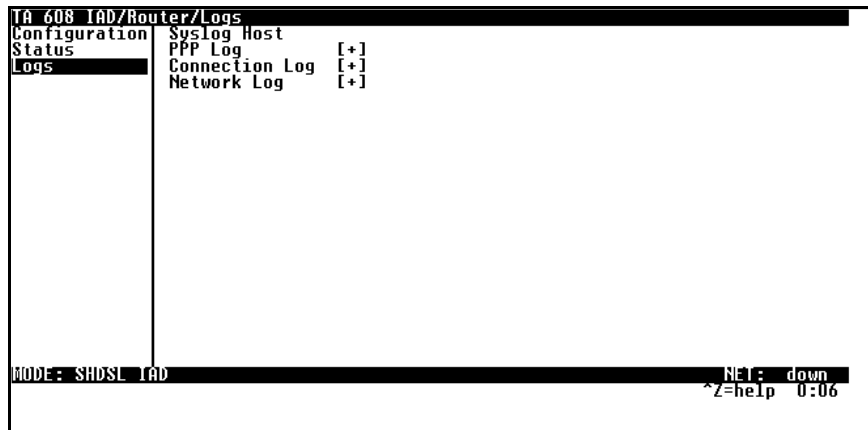 TA 608 IAD/Router/Logs
Configuration Syslog Host
Status PPP Log [+]
Logs Connection Log [+]
Network Log [+]
MODE: SHDSL IAD NET: down
^Z=help 0:06